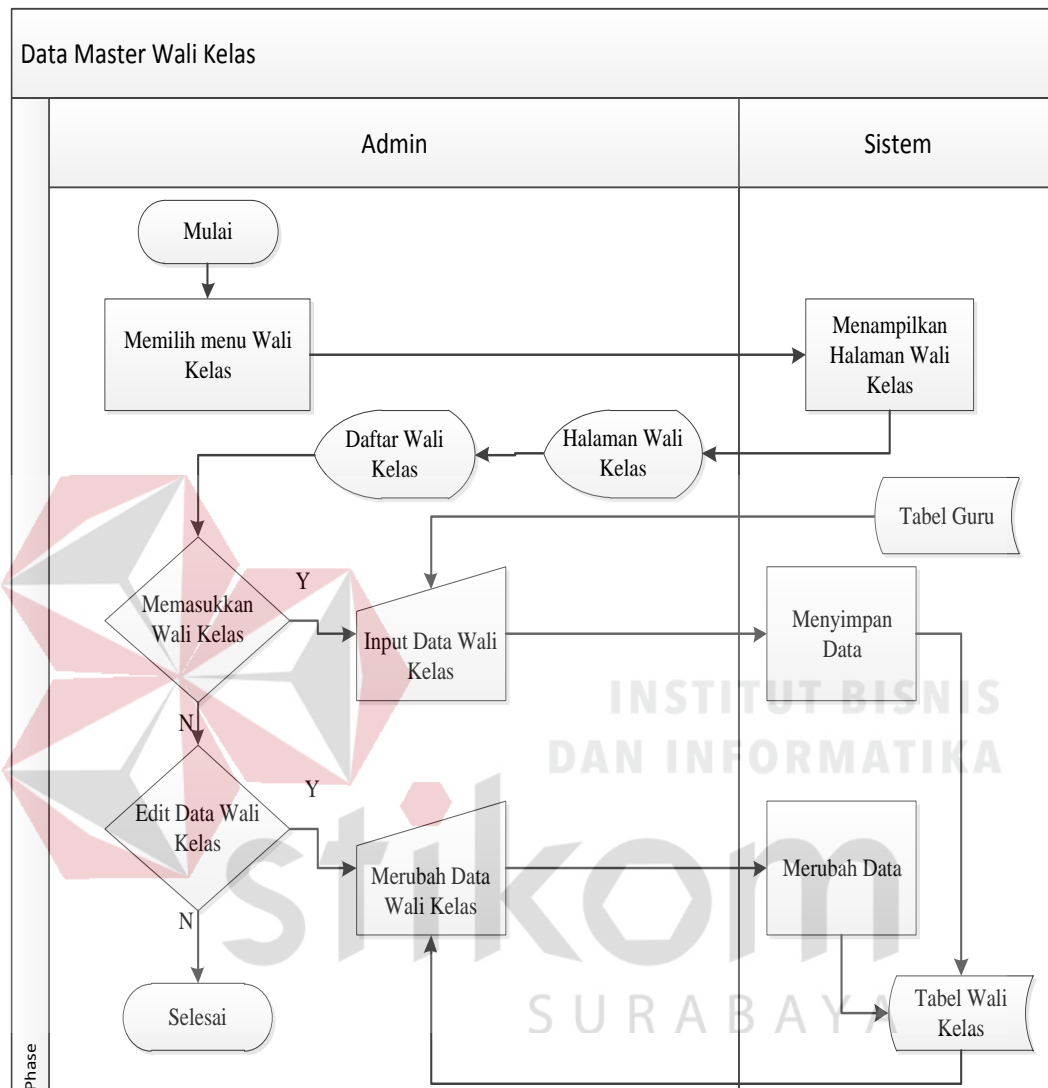 Data Master Wali Kelas
Admin
Sistem
Mulai
Memilih menu Wali
Kelas
Menampilkan
Halaman Wali
Kelas
Daftar Wali
Kelas
Halaman Wali
Kelas
Tabel Guru
Memasukkan
Wali Kelas
Y
Input Data Wali
Kelas
Menyimpan
Data
N
INSTITUT BISNIS
DAN INFORMATIKA
Edit Data Wali
Kelas
Y
Merubah Data
Wali Kelas
Merubah Data
stikom
N
Selesai
SURABAYA
Tabel Wali
Kelas
Phase